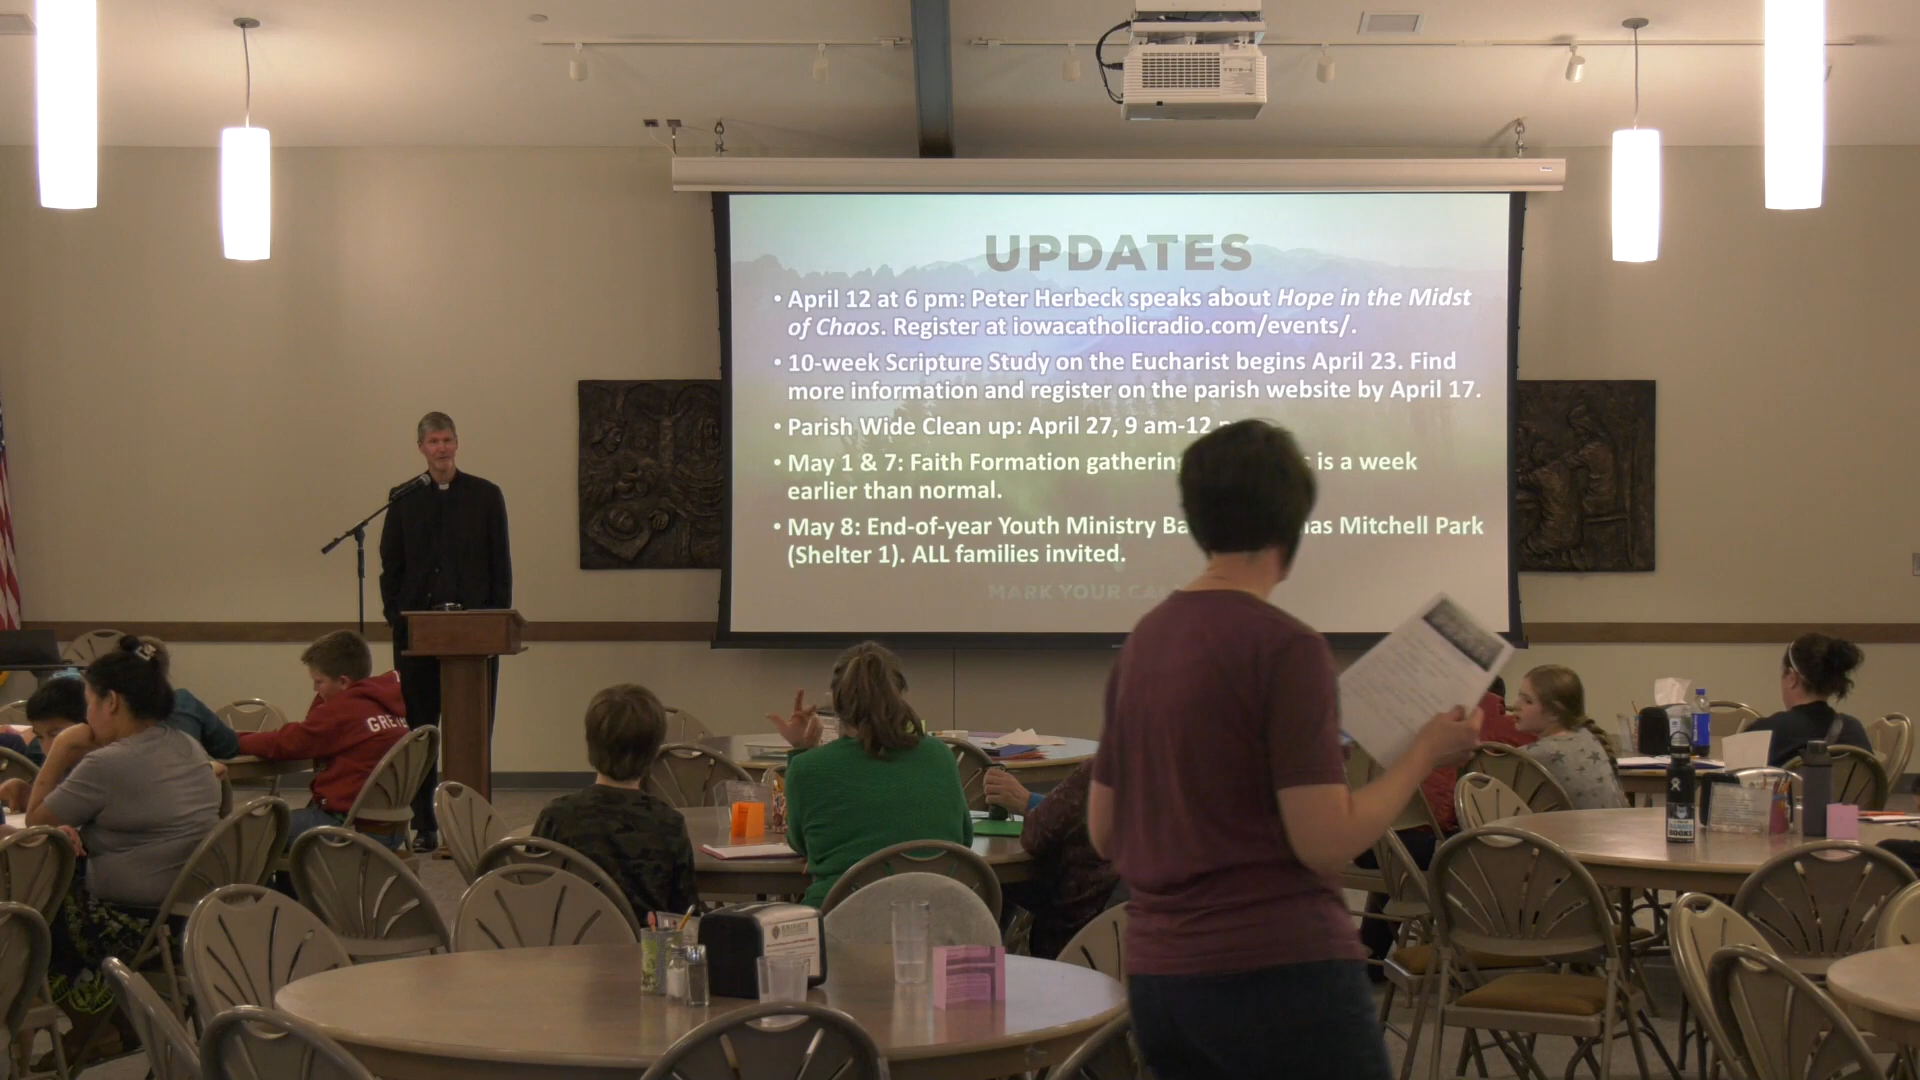 UPDATES
• April 12 at 6 pm: Peter Herbeck speaks about Hope in the Midst
of Chaos. Register at iowacatholicradio.com/events/.
• 10-week Scripture Study on the Eucharist begins April 23. Find
more information and register on the parish website by April 17.
• Parish Wide Clean up: April 27, 9 am-12
• May 1 & 7: Faith Formation gathering is a week
earlier than normal.
• May 8: End-of-year Youth Ministry Mitchell Park
(Shelter 1). ALL families invited.
MARK YOUR